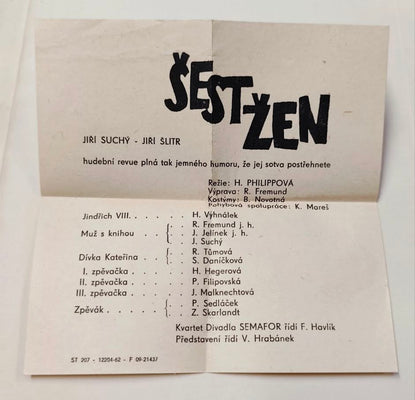 ŠEST ŽEN
JIŘÍ SUCHÝ - JIŘÍ ŠLITR
hudební revue plná tak jemného humoru, že jej sotva postřehnete
Režie: H. PHILIPPOVÁ
Výprava: R. Fremund
Kostýmy: B. Novotná
Pohybová spolupráce: K. Mareš
Jindřich VIII. . . . . . H. Výhnálek
R. Fremund j. h.
Muž s knihou . . . { . . J. Jelínek j. h.
J. Suchý
R. Tůmová
Dívka Kateřina . . { . . S. Daníčková
I. zpěvačka . . . . . H. Hegerová
II. zpěvačka . . . . . P. Filipovská
III. zpěvačka . . . . . J. Malknechtová
P. Sedláček
Zpěvák . . . . . { . . Z. Skarlandt
Kvartet Divadla SEMAFOR řídí F. Havlík
Představení řídí V. Hrabánek
ST 207 - 12204-62 - F 09-21437